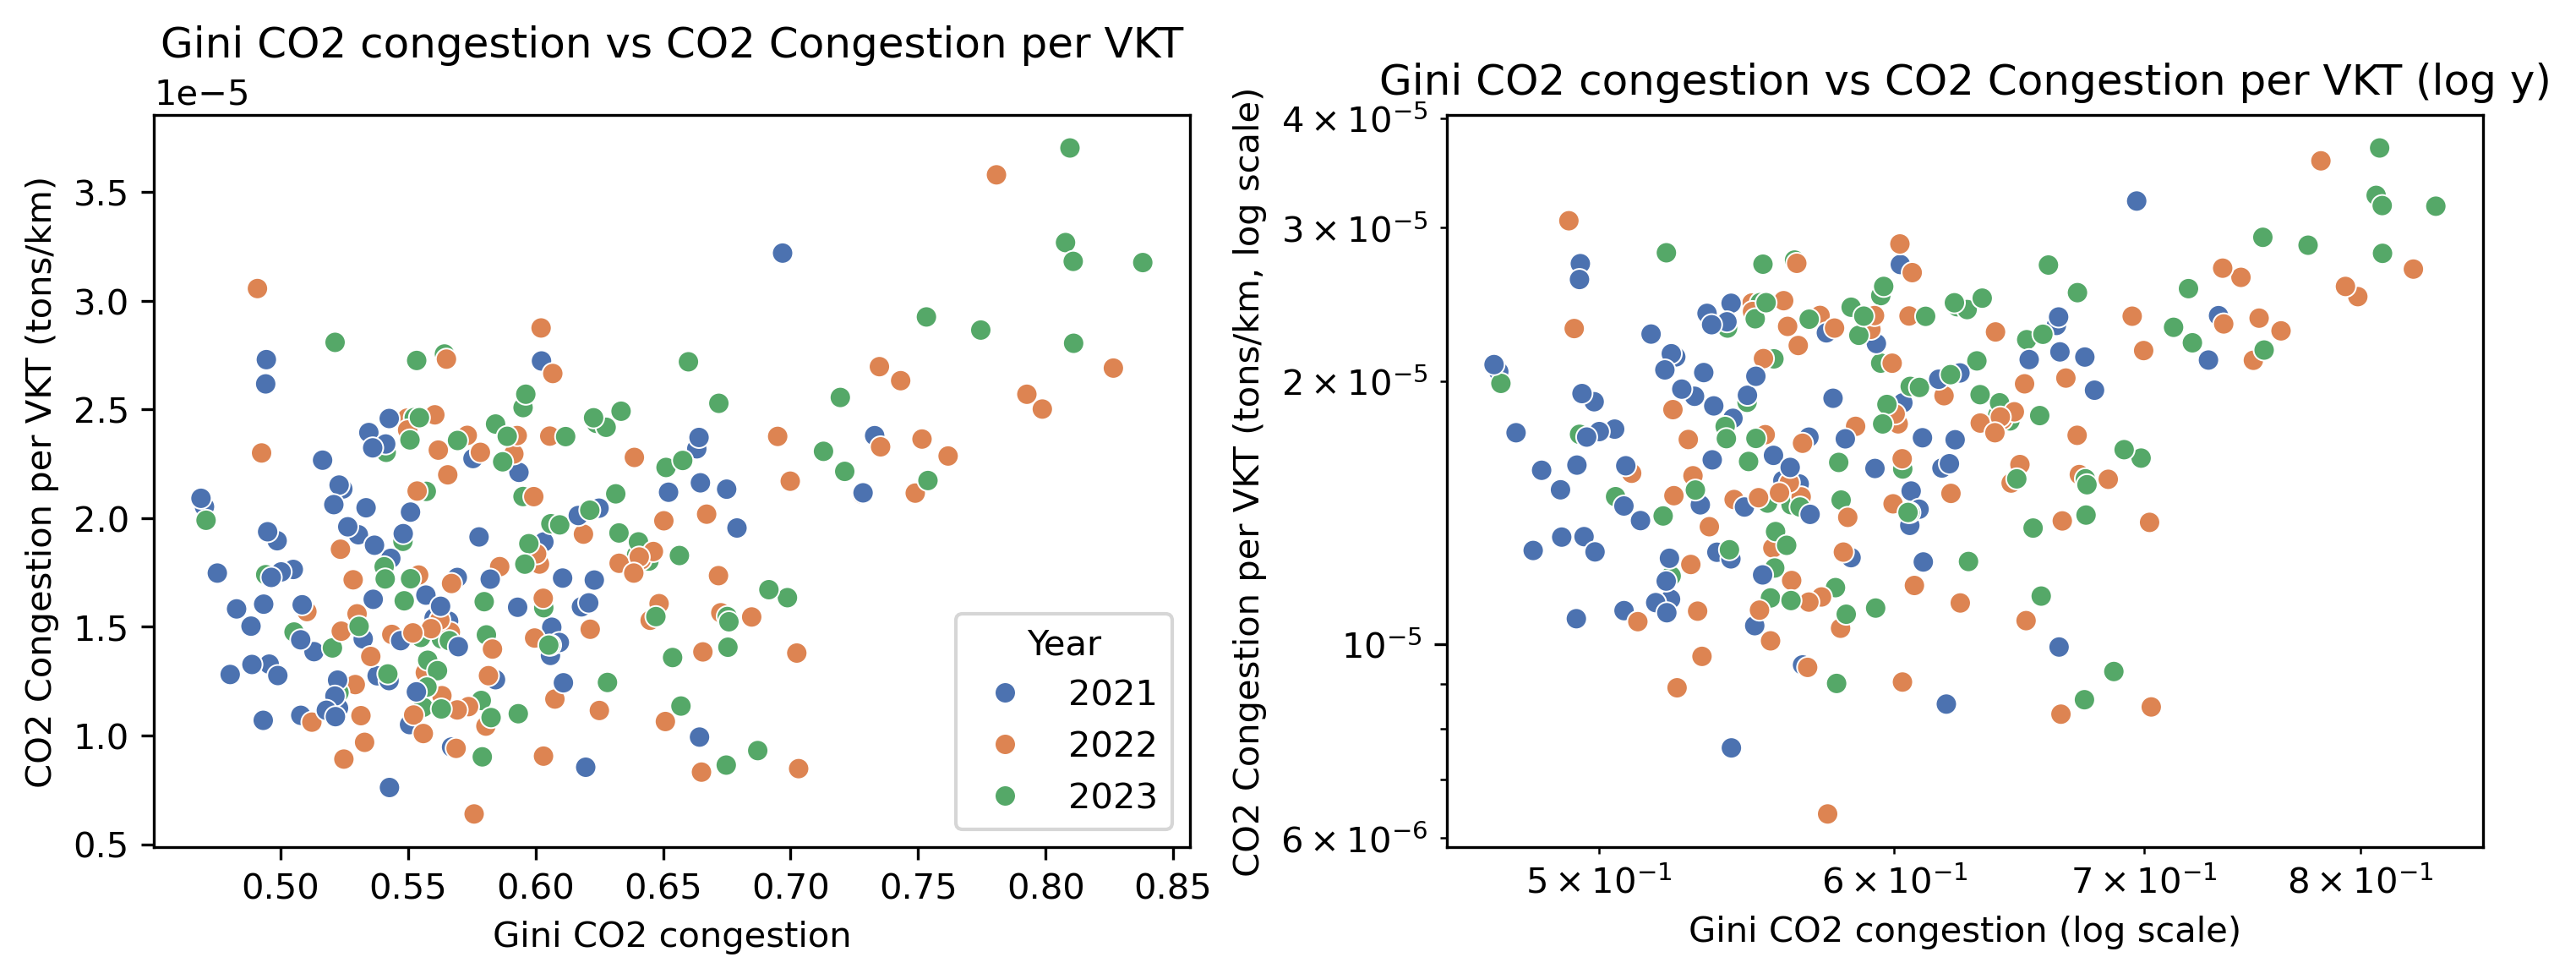 Gini CO2 congestion vs CO2 Congestion per VKT
1e−5
CO2 Congestion per VKT (tons/km)
3.5
3.0
2.5
2.0
1.5
1.0
0.5
0.50 0.55 0.60 0.65 0.70 0.75 0.80 0.85
Gini CO2 congestion
Year
2021
2022
2023
Gini CO2 congestion vs CO2 Congestion per VKT (log y)
CO2 Congestion per VKT (tons/km, log scale)
4 × 10⁻⁵
3 × 10⁻⁵
2 × 10⁻⁵
10⁻⁵
6 × 10⁻⁶
5 × 10⁻¹ 6 × 10⁻¹ 7 × 10⁻¹ 8 × 10⁻¹
Gini CO2 congestion (log scale)